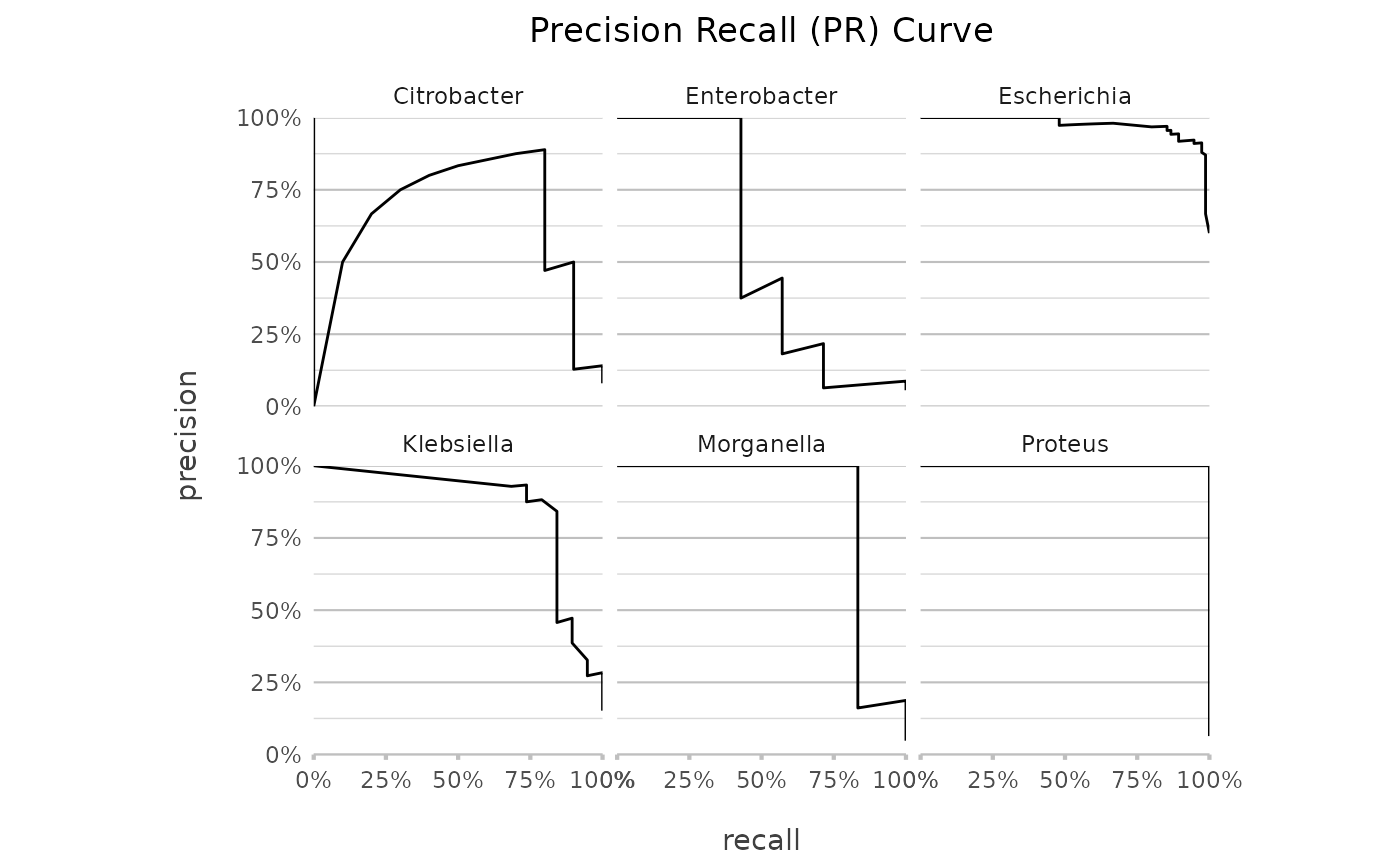 Precision Recall (PR) Curve
Citrobacter Enterobacter Escherichia
100%
75%
50%
25%
0%
precision
Klebsiella Morganella Proteus
100%
75%
50%
25%
0%
0% 25% 50% 75% 100% 0% 25% 50% 75% 100% 0% 25% 50% 75% 100%
recall